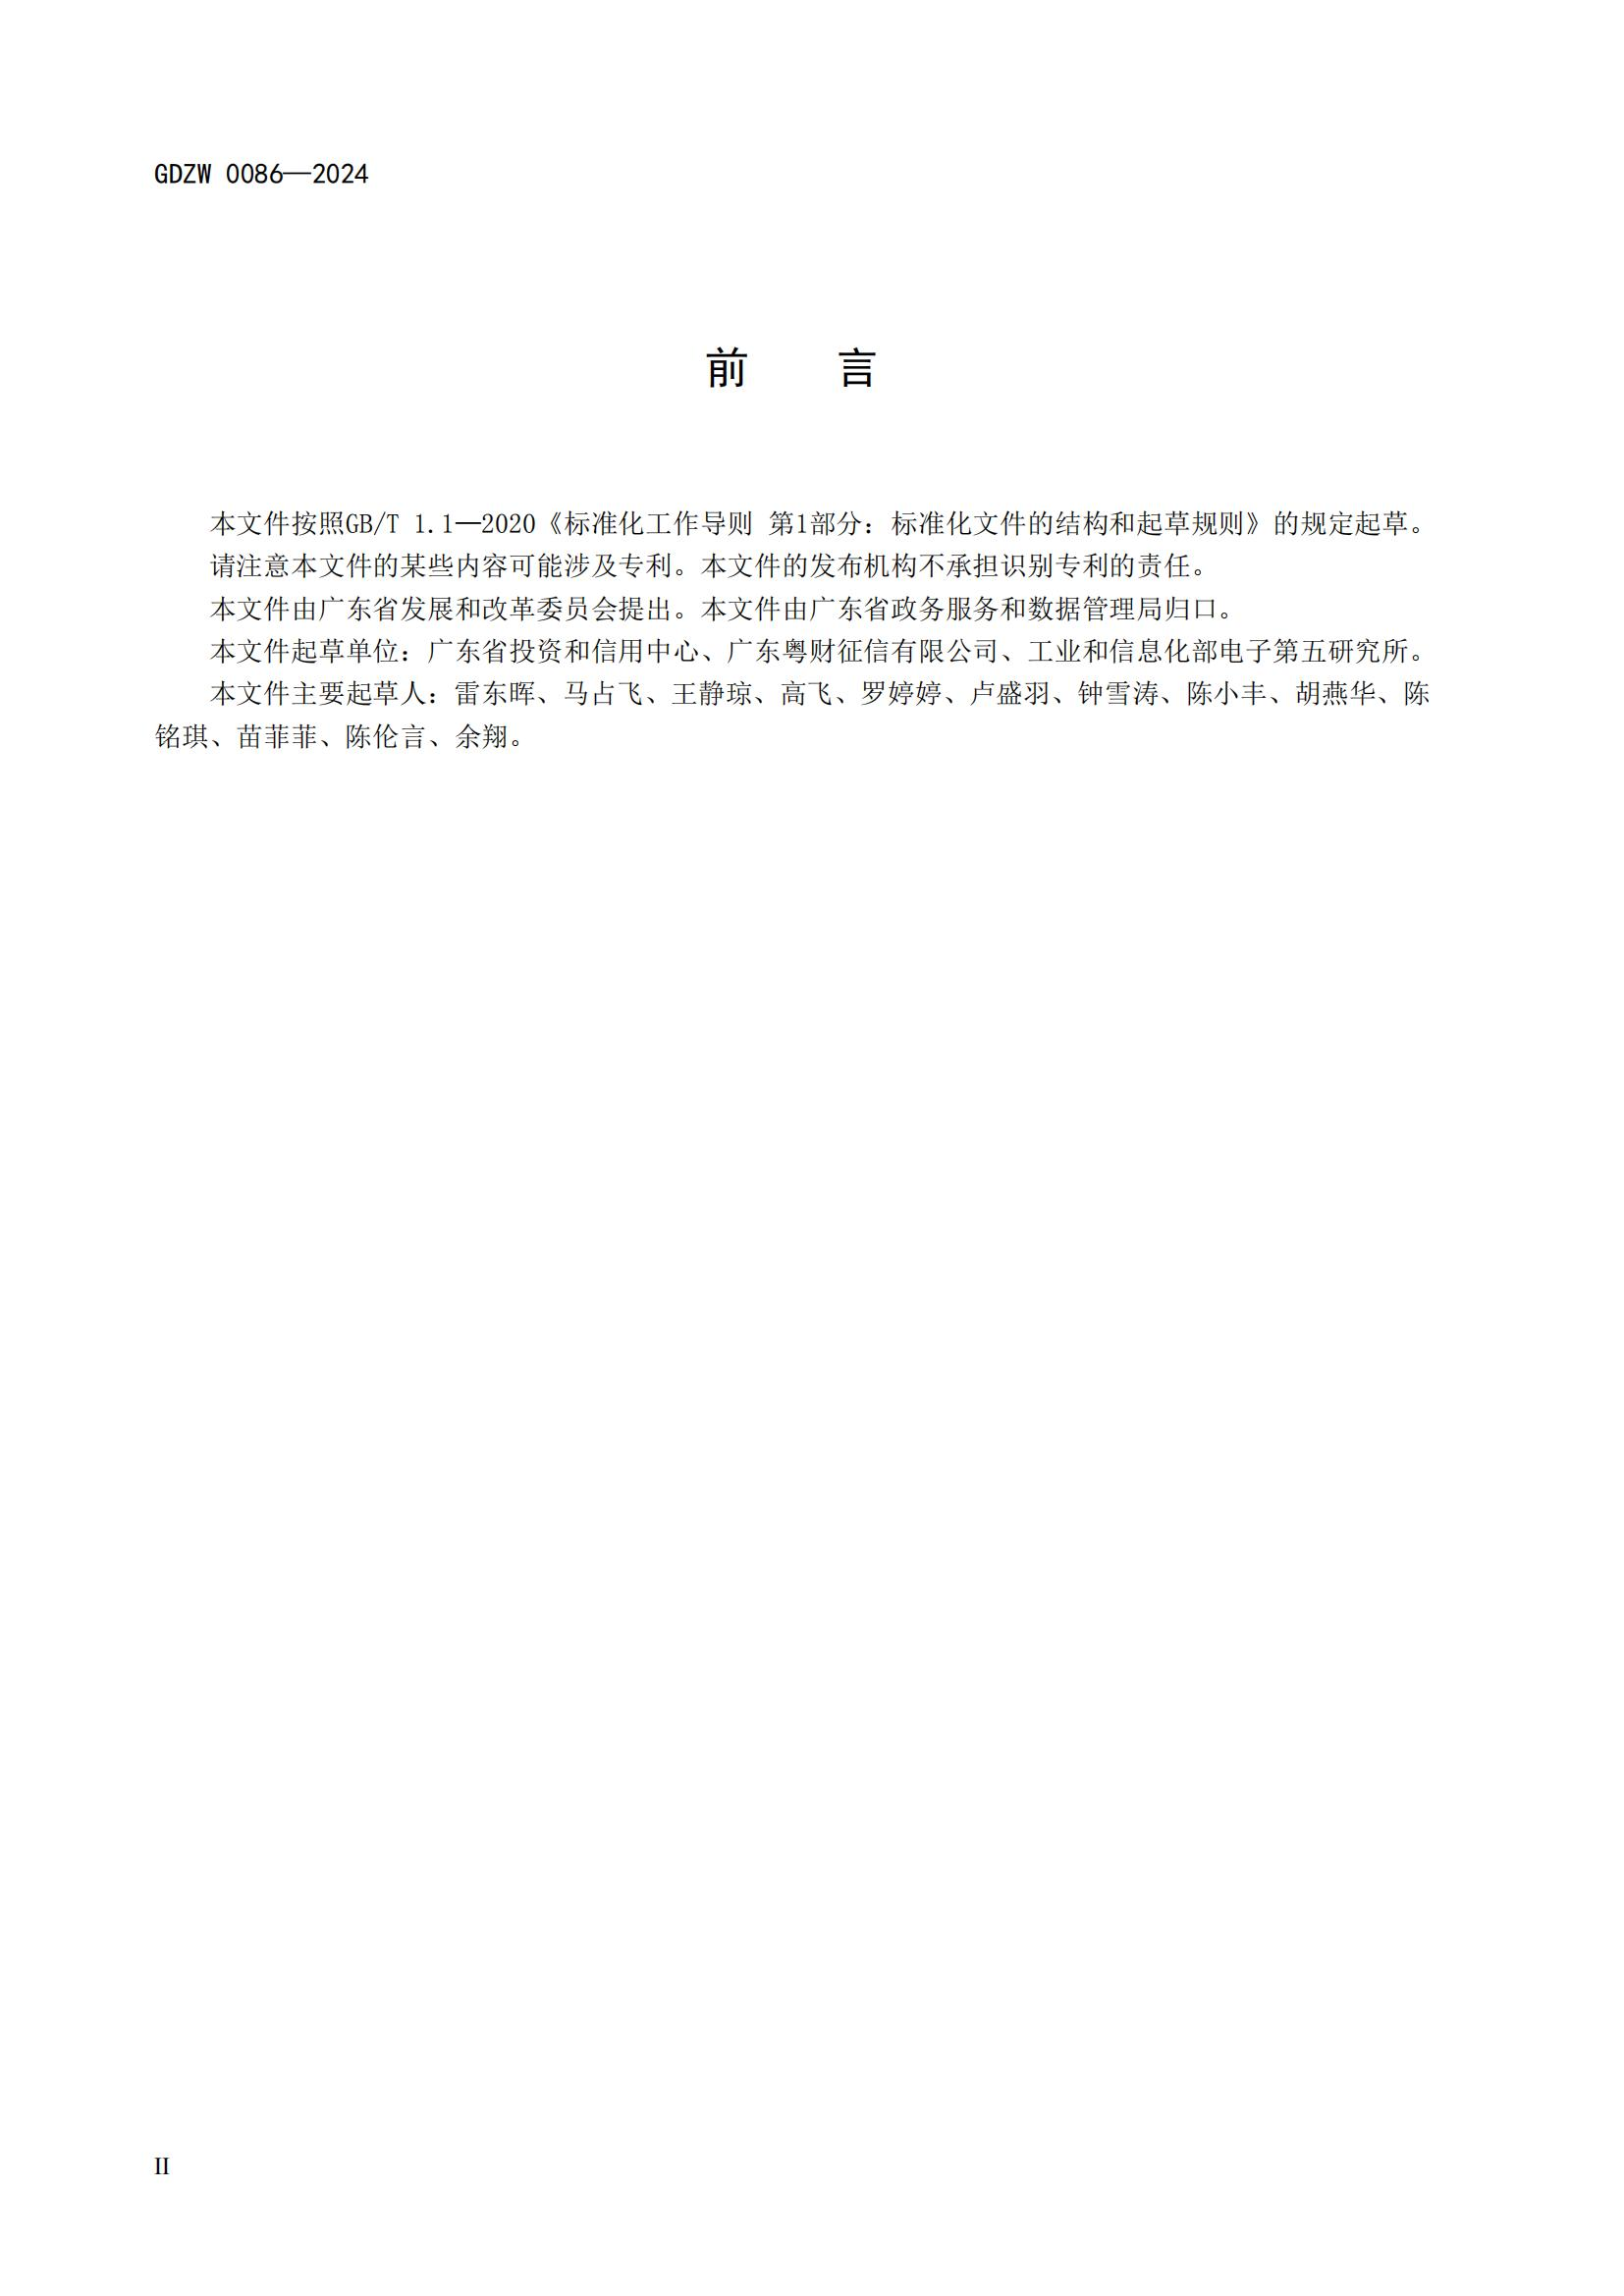 GDZW 0086—2024
前 言
本文件按照GB/T 1.1—2020《标准化工作导则 第1部分：标准化文件的结构和起草规则》的规定起草。
请注意本文件的某些内容可能涉及专利。本文件的发布机构不承担识别专利的责任。
本文件由广东省发展和改革委员会提出。本文件由广东省政务服务和数据管理局归口。
本文件起草单位：广东省投资和信用中心、广东粤财征信有限公司、工业和信息化部电子第五研究所。
本文件主要起草人：雷东晖、马占飞、王静琼、高飞、罗婷婷、卢盛羽、钟雪涛、陈小丰、胡燕华、陈
铭琪、苗菲菲、陈伦言、余翔。
II